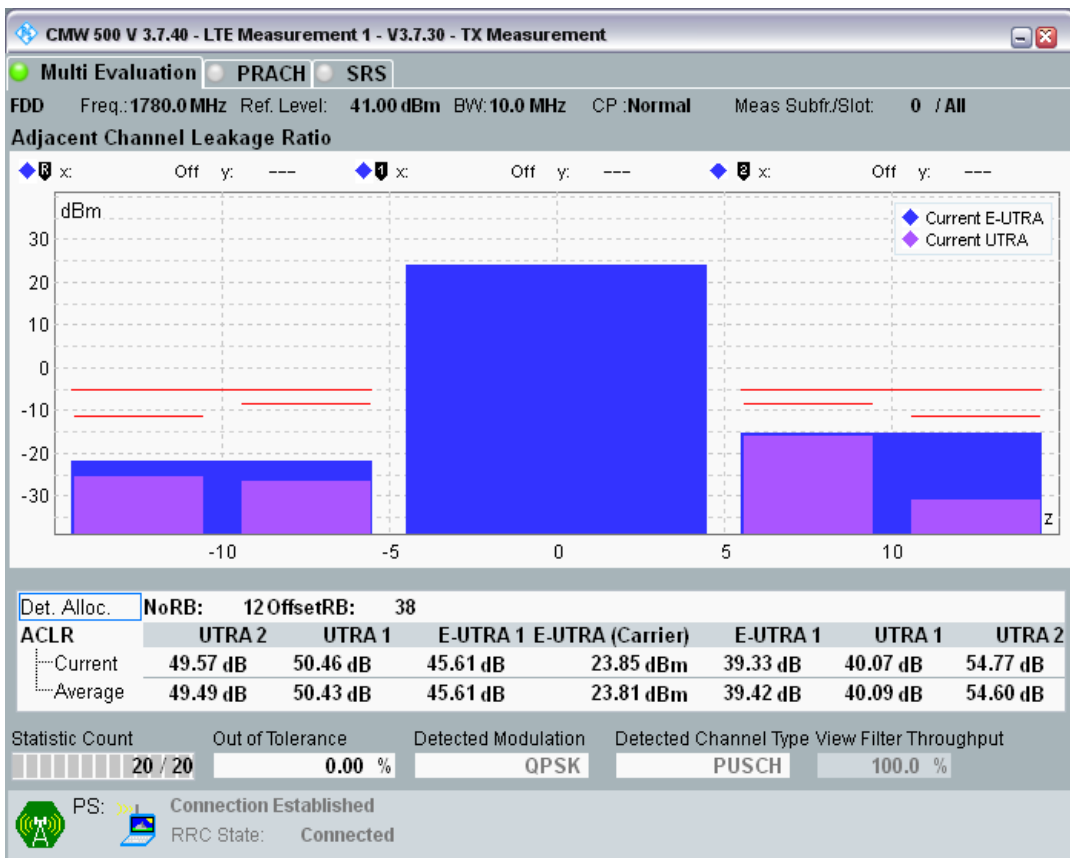 CMW 500 V 3.7.40 - LTE Measurement 1 - V3.7.30 - TX Measurement
Multi Evaluation PRACH SRS
FDD Freq.: 1780.0 MHz Ref. Level: 41.00 dBm BW: 10.0 MHz CP : Normal Meas Subfr./Slot: 0 / All
Adjacent Channel Leakage Ratio
R x: Off y: --- 1 x: Off y: --- 2 x: Off y: ---
dBm
Current E-UTRA
Current UTRA
30
20
10
0
-10
-20
-30
z
-10 -5 0 5 10
Det. Alloc. NoRB: 12 OffsetRB: 38
ACLR UTRA 2 UTRA 1 E-UTRA 1 E-UTRA (Carrier) E-UTRA 1 UTRA 1 UTRA 2
Current 49.57 dB 50.46 dB 45.61 dB 23.85 dBm 39.33 dB 40.07 dB 54.77 dB
Average 49.49 dB 50.43 dB 45.61 dB 23.81 dBm 39.42 dB 40.09 dB 54.60 dB
Statistic Count Out of Tolerance Detected Modulation Detected Channel Type View Filter Throughput
20 / 20 0.00 % QPSK PUSCH 100.0 %
PS: Connection Established
RRC State: Connected